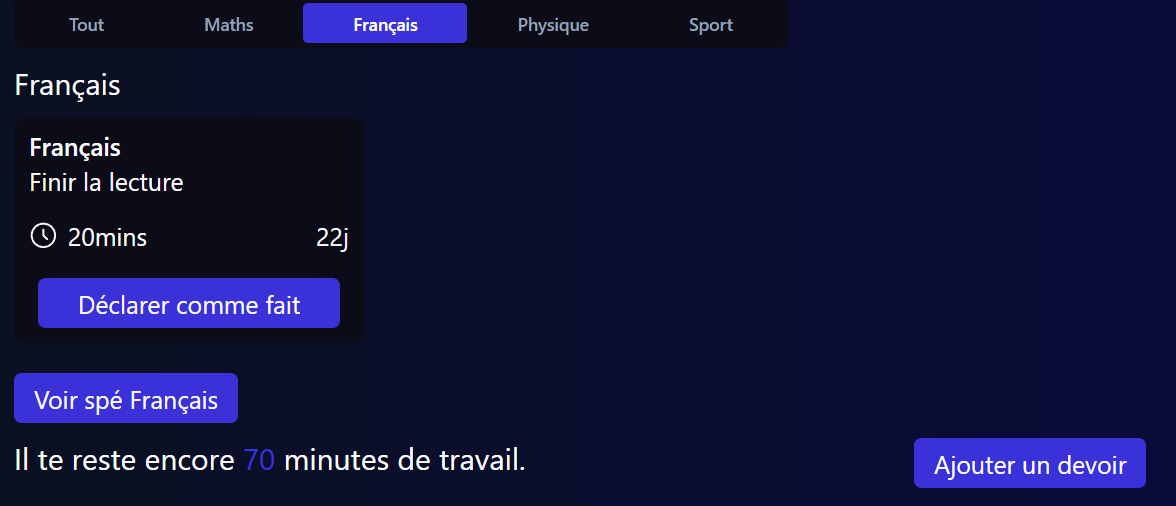 Tout Maths Français Physique Sport
Français
Français
Finir la lecture
20mins 22j
Déclarer comme fait
Voir spé Français
Il te reste encore 70 minutes de travail.
Ajouter un devoir